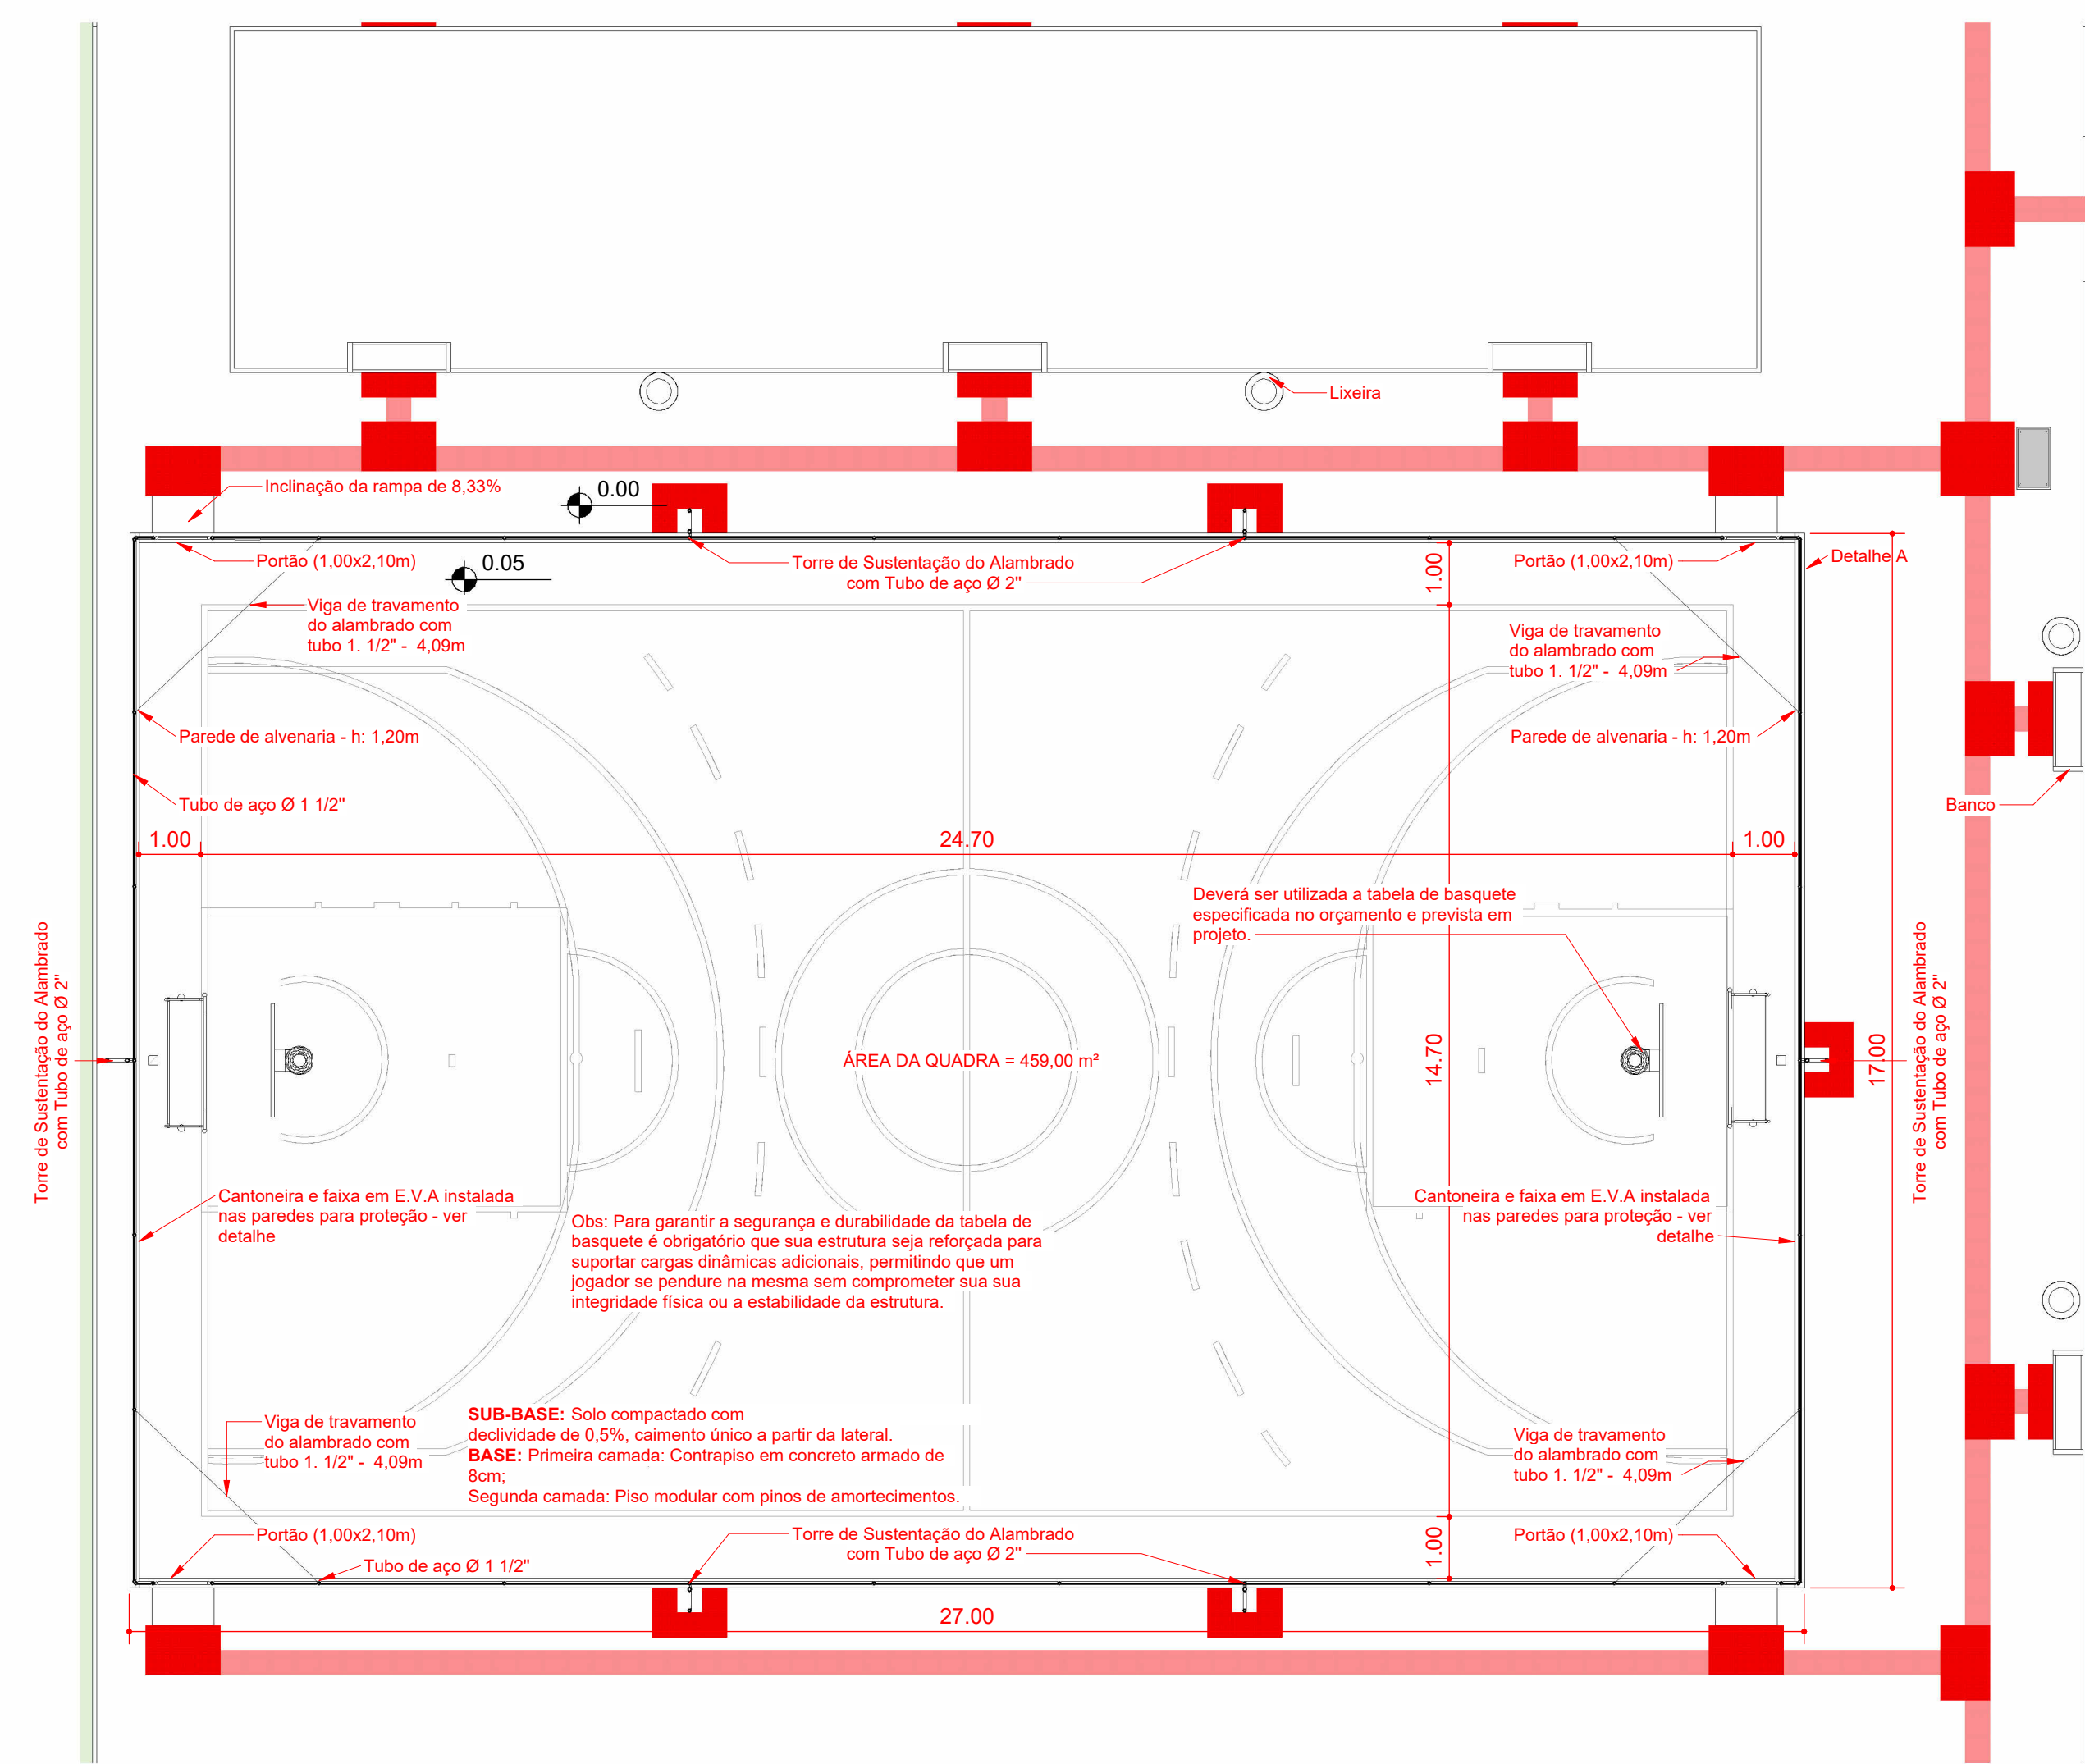 Lixeira
Inclinação da rampa de 8,33%
0.00
Portão (1,00x2,10m)
0.05
Torre de Sustentação do Alambrado
com Tubo de aço Ø 2"
1.00
Portão (1,00x2,10m)
Detalhe A
Viga de travamento
do alambrado com
tubo 1. 1/2" - 4,09m
Viga de travamento
do alambrado com
tubo 1. 1/2" - 4,09m
Parede de alvenaria - h: 1,20m
Parede de alvenaria - h: 1,20m
Tubo de aço Ø 1 1/2"
Banco
1.00
24.70
1.00
Deverá ser utilizada a tabela de basquete
especificada no orçamento e prevista em
projeto.
Torre de Sustentação do Alambrado
com Tubo de aço Ø 2"
ÁREA DA QUADRA = 459,00 m²
14.70
17.00
Torre de Sustentação do Alambrado
com Tubo de aço Ø 2"
Cantoneira e faixa em E.V.A instalada
nas paredes para proteção - ver
detalhe
Obs: Para garantir a segurança e durabilidade da tabela de
basquete é obrigatório que sua estrutura seja reforçada para
suportar cargas dinâmicas adicionais, permitindo que um
jogador se pendure na mesma sem comprometer sua sua
integridade física ou a estabilidade da estrutura.
Cantoneira e faixa em E.V.A instalada
nas paredes para proteção - ver
detalhe
Viga de travamento
do alambrado com
tubo 1. 1/2" - 4,09m
SUB-BASE: Solo compactado com
declividade de 0,5%, caimento único a partir da lateral.
BASE: Primeira camada: Contrapiso em concreto armado de
8cm;
Segunda camada: Piso modular com pinos de amortecimentos.
Viga de travamento
do alambrado com
tubo 1. 1/2" - 4,09m
Portão (1,00x2,10m)
Tubo de aço Ø 1 1/2"
Torre de Sustentação do Alambrado
com Tubo de aço Ø 2"
1.00
Portão (1,00x2,10m)
27.00